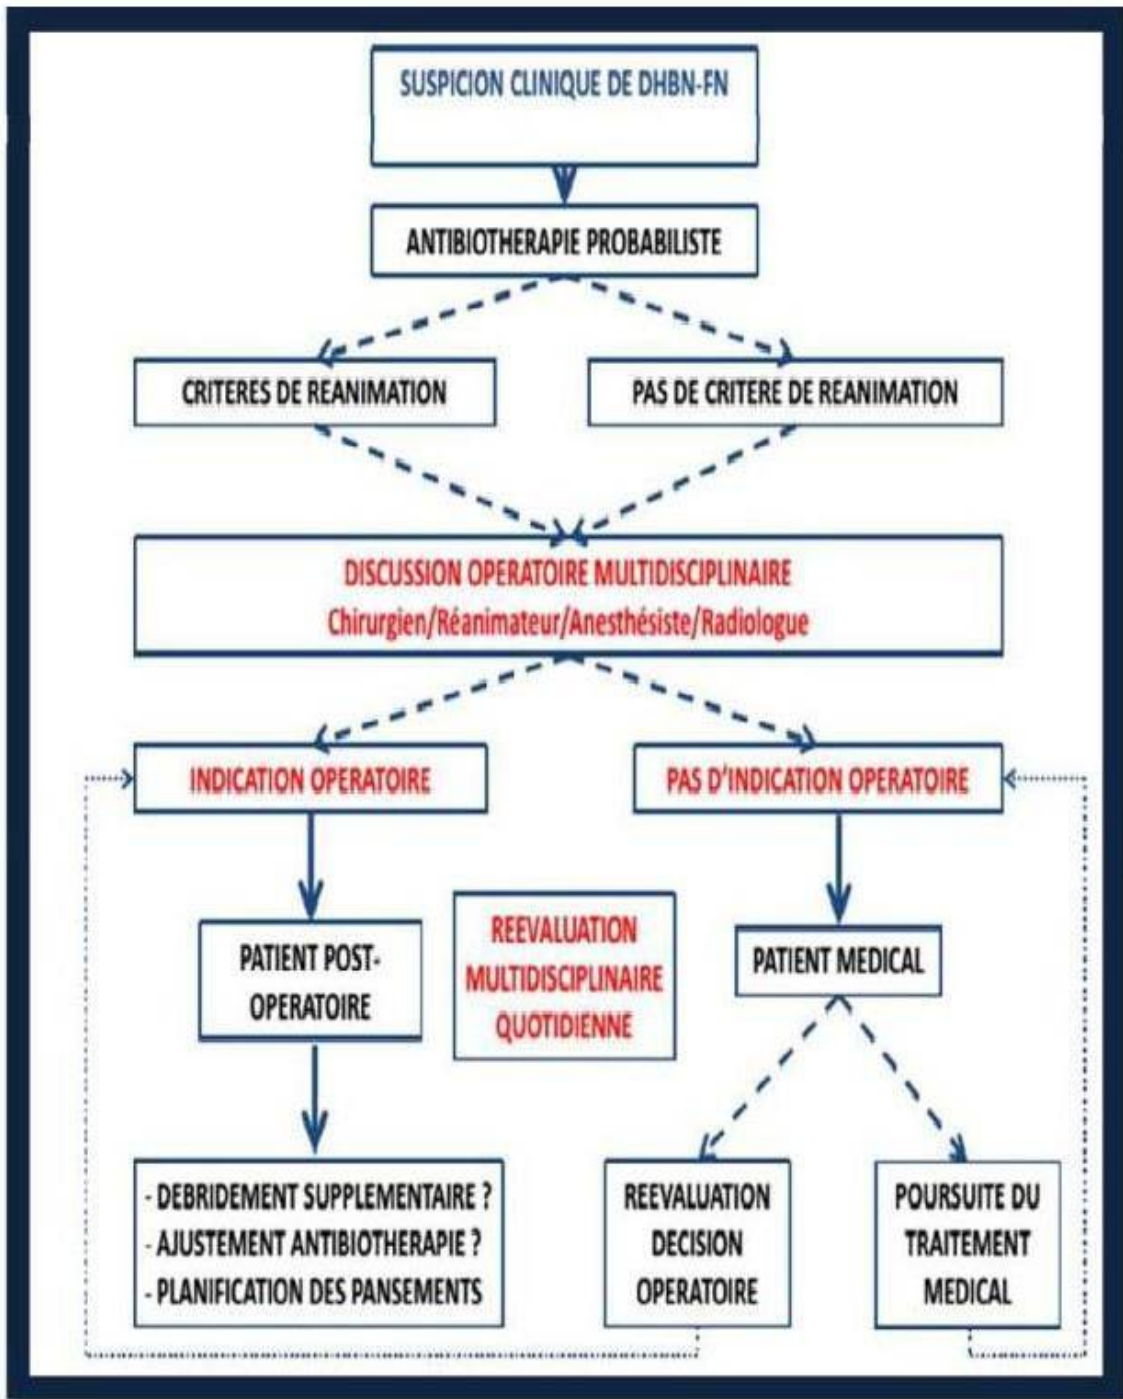 SUSPICION CLINIQUE DE DHBN-FN
ANTIBIOTHERAPIE PROBABILISTE
CRITERES DE REANIMATION
PAS DE CRITERE DE REANIMATION
DISCUSSION OPERATOIRE MULTIDISCIPLINAIRE
Chirurgien/Réanimateur/Anesthésiste/Radiologue
INDICATION OPERATOIRE
PAS D'INDICATION OPERATOIRE
PATIENT POST-
OPERATOIRE
REEVALUATION
MULTIDISCIPLINAIRE
QUOTIDIENNE
PATIENT MEDICAL
- DEBRIDEMENT SUPPLEMENTAIRE ?
- AJUSTEMENT ANTIBIOTHERAPIE ?
- PLANIFICATION DES PANSEMENTS
REEVALUATION
DECISION
OPERATOIRE
POURSUITE DU
TRAITEMENT
MEDICAL